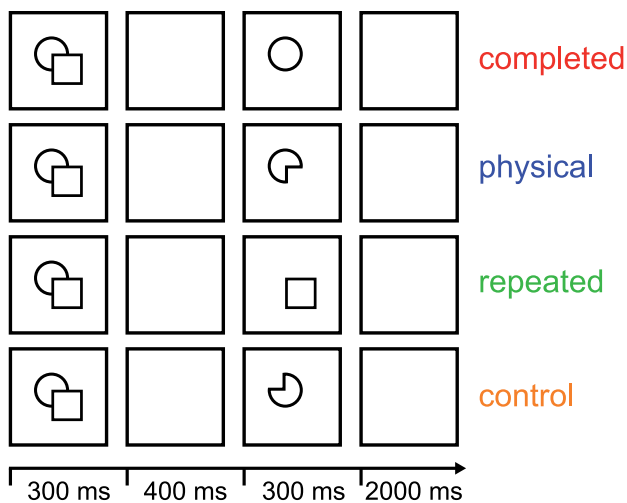 completed
physical
repeated
control
300 ms 400 ms 300 ms 2000 ms